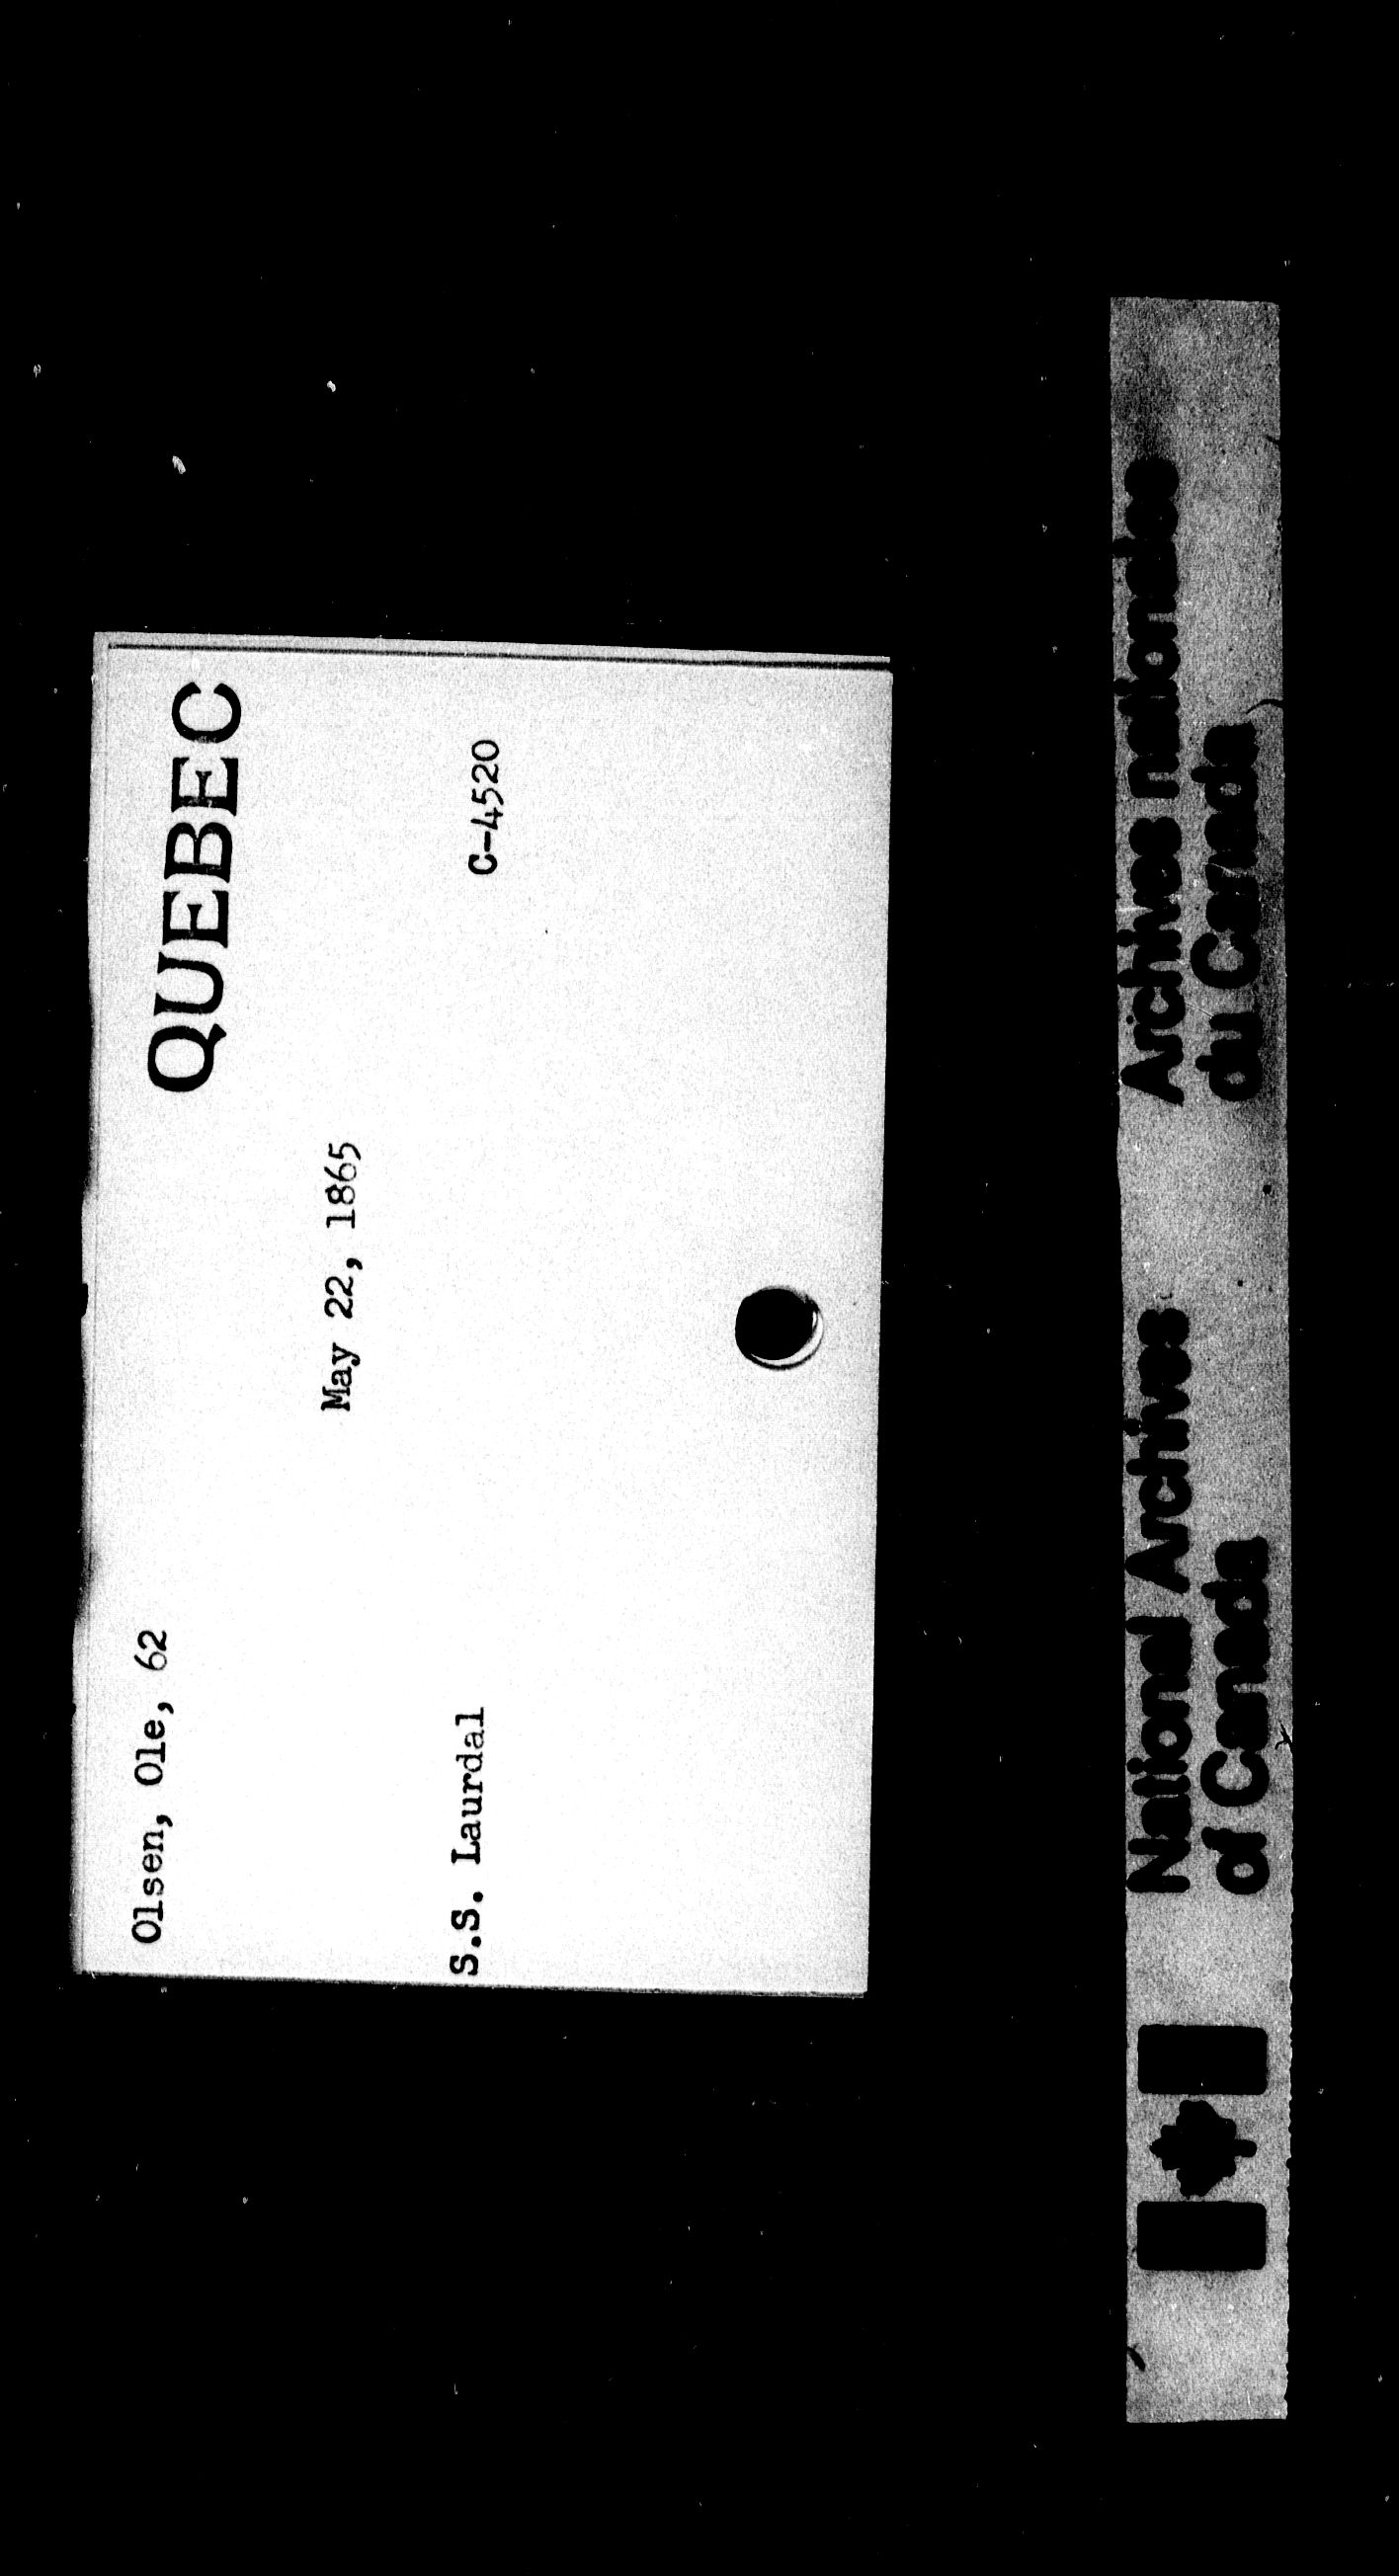 Olsen, Ole, 62
QUEBEC
May 22, 1865
S.S. Laurdal
C-4520
National Archives
of Canada
Archives nationales
du Canada